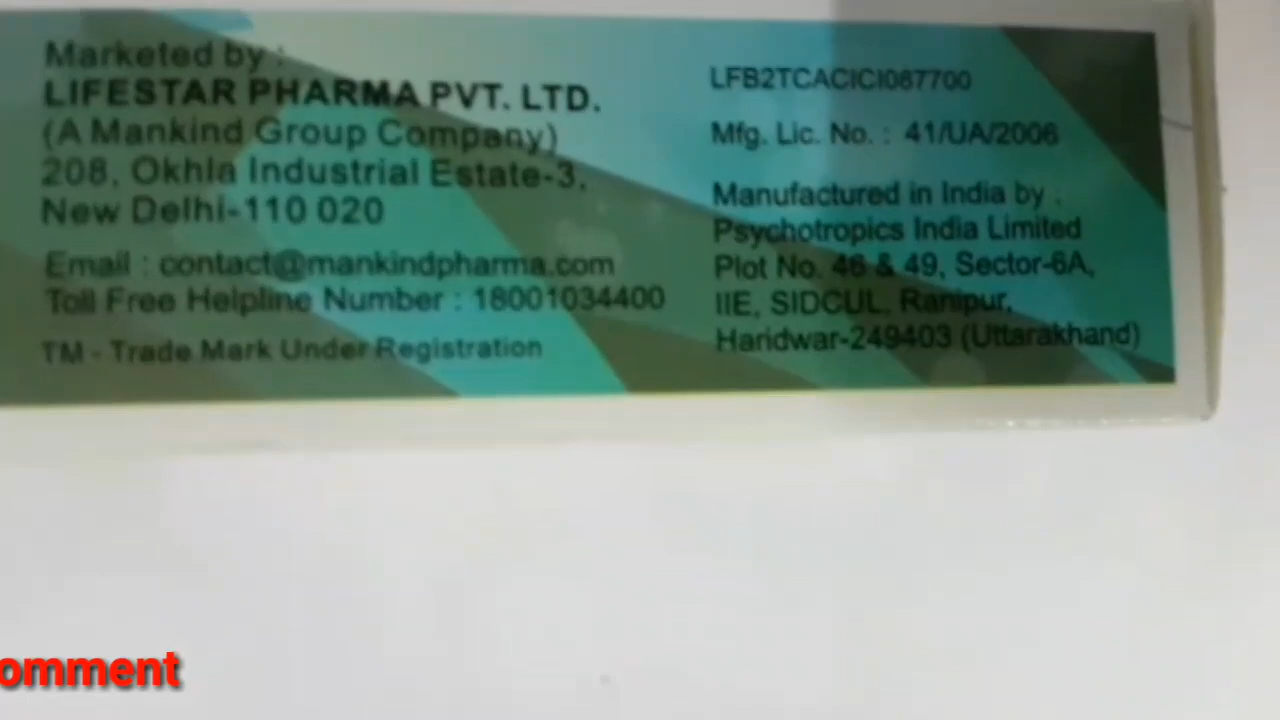 Marketed by :
LIFESTAR PHARMA PVT. LTD.
(A Mankind Group Company)
208, Okhla Industrial Estate-3,
New Delhi-110 020
Email : contact@mankindpharma.com
Toll Free Helpline Number : 18001034400
TM - Trade Mark Under Registration
LFB2TCACICI067700
Mfg. Lic. No. : 41/UA/2006
Manufactured in India by :
Psychotropics India Limited
Plot No. 46 & 49, Sector-6A,
IIE, SIDCUL, Ranipur,
Haridwar-249403 (Uttarakhand)
omment